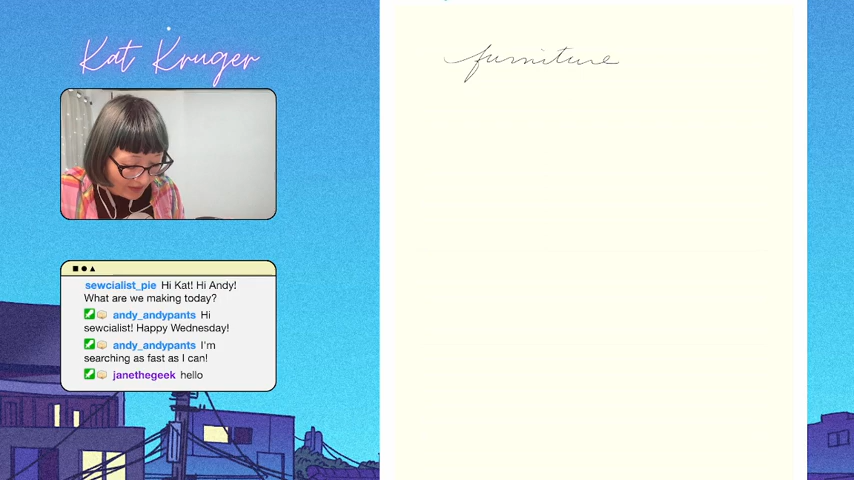 Kat Kruger
furniture
sewcialist_pie Hi Kat! Hi Andy!
What are we making today?
andy_andypants Hi
sewcialist! Happy Wednesday!
andy_andypants I'm
searching as fast as I can!
janethegeek hello